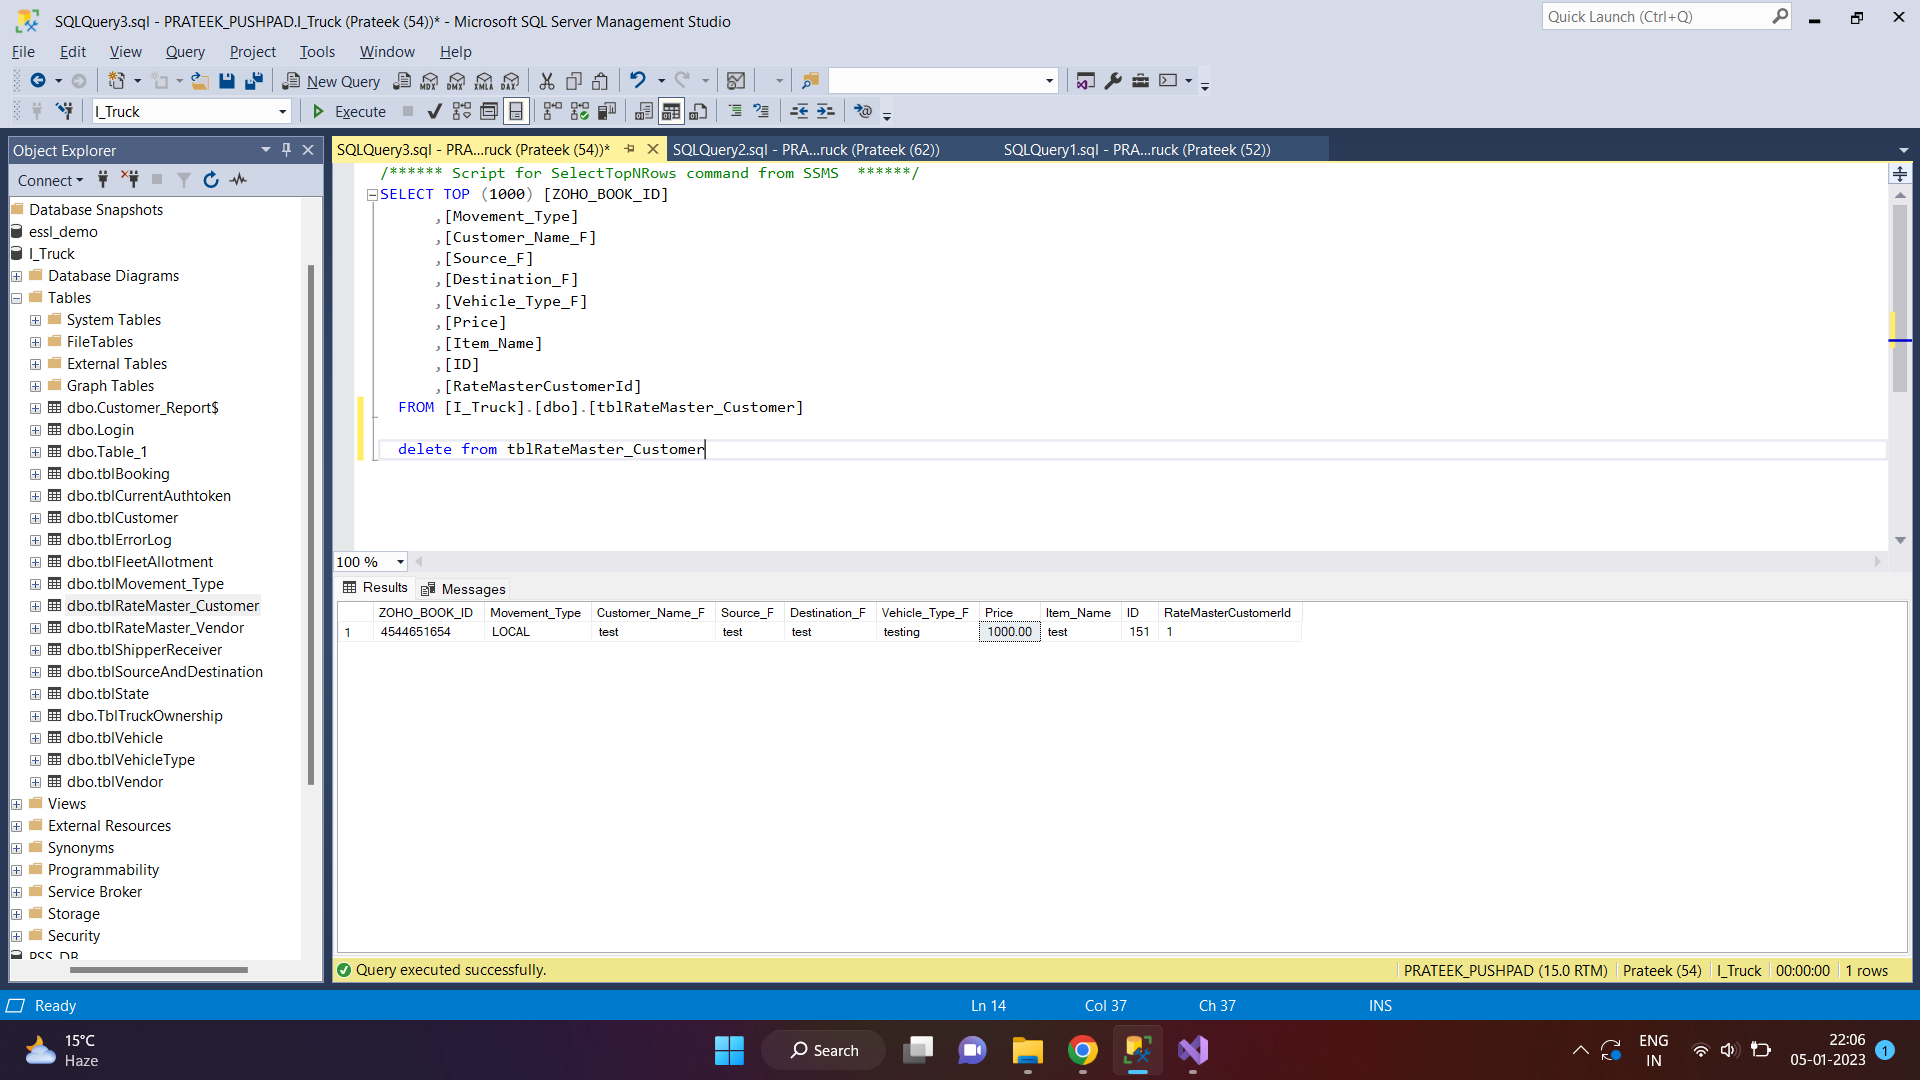 SQLQuery3.sql - PRATEEK_PUSHPAD.I_Truck (Prateek (54))* - Microsoft SQL Server Management Studio
Quick Launch (Ctrl+Q)
File Edit View Query Project Tools Window Help
New Query
MDX DMX XMLA DAX
I_Truck
Execute
Object Explorer
Connect
Database Snapshots
essl_demo
I_Truck
Database Diagrams
Tables
System Tables
FileTables
External Tables
Graph Tables
dbo.Customer_Report$
dbo.Login
dbo.Table_1
dbo.tblBooking
dbo.tblCurrentAuthtoken
dbo.tblCustomer
dbo.tblErrorLog
dbo.tblFleetAllotment
dbo.tblMovement_Type
dbo.tblRateMaster_Customer
dbo.tblRateMaster_Vendor
dbo.tblShipperReceiver
dbo.tblSourceAndDestination
dbo.tblState
dbo.TblTruckOwnership
dbo.tblVehicle
dbo.tblVehicleType
dbo.tblVendor
Views
External Resources
Synonyms
Programmability
Service Broker
Storage
Security
PSS_DB
SQLQuery3.sql - PRA...ruck (Prateek (54))*
SQLQuery2.sql - PRA...ruck (Prateek (62))
SQLQuery1.sql - PRA...ruck (Prateek (52))
/****** Script for SelectTopNRows command from SSMS ******/
SELECT TOP (1000) [ZOHO_BOOK_ID]
,[Movement_Type]
,[Customer_Name_F]
,[Source_F]
,[Destination_F]
,[Vehicle_Type_F]
,[Price]
,[Item_Name]
,[ID]
,[RateMasterCustomerId]
FROM [I_Truck].[dbo].[tblRateMaster_Customer]
delete from tblRateMaster_Customer
100 %
Results Messages
ZOHO_BOOK_ID Movement_Type Customer_Name_F Source_F Destination_F Vehicle_Type_F Price Item_Name ID RateMasterCustomerId
1 4544651654 LOCAL test test test testing 1000.00 test 151 1
Query executed successfully.
PRATEEK_PUSHPAD (15.0 RTM) Prateek (54) I_Truck 00:00:00 1 rows
Ready
Ln 14 Col 37 Ch 37 INS
15°C
Haze
Search
ENG
IN
22:06
05-01-2023
1